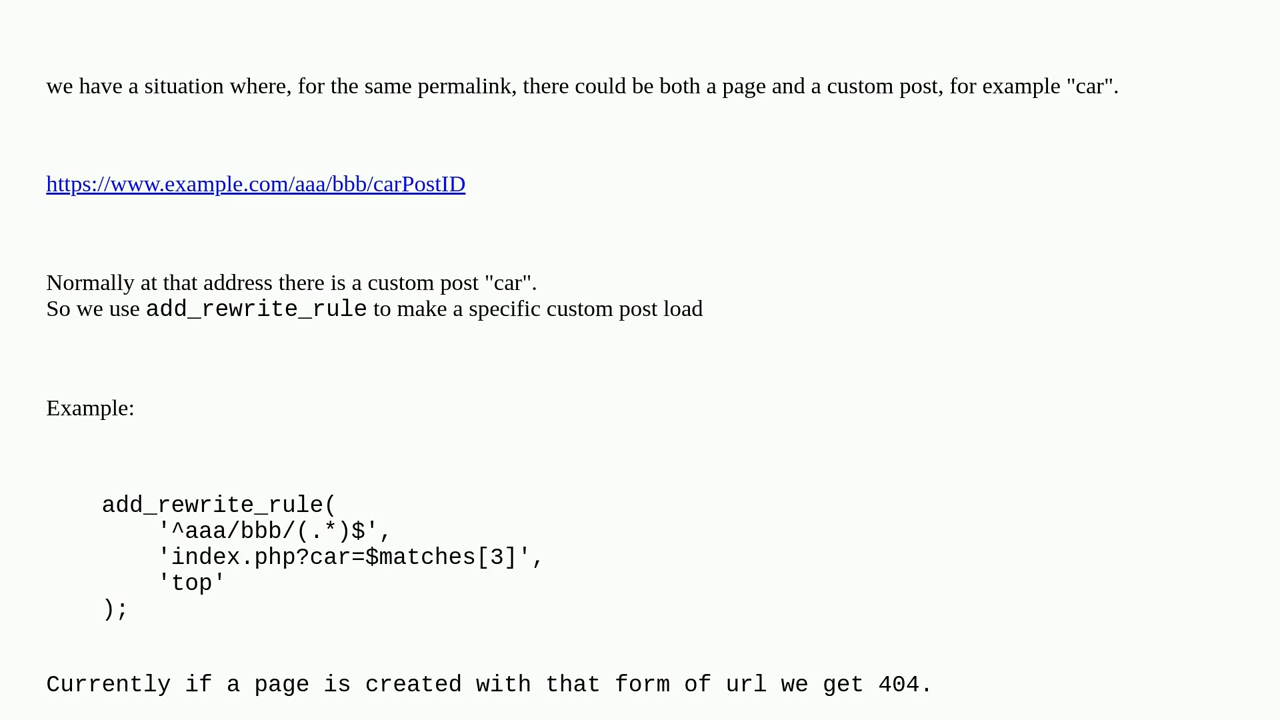 we have a situation where, for the same permalink, there could be both a page and a custom post, for example "car".
https://www.example.com/aaa/bbb/carPostID
Normally at that address there is a custom post "car".
So we use add_rewrite_rule to make a specific custom post load
Example:
add_rewrite_rule(
    '^aaa/bbb/(.*)$',
    'index.php?car=$matches[3]',
    'top'
);
Currently if a page is created with that form of url we get 404.